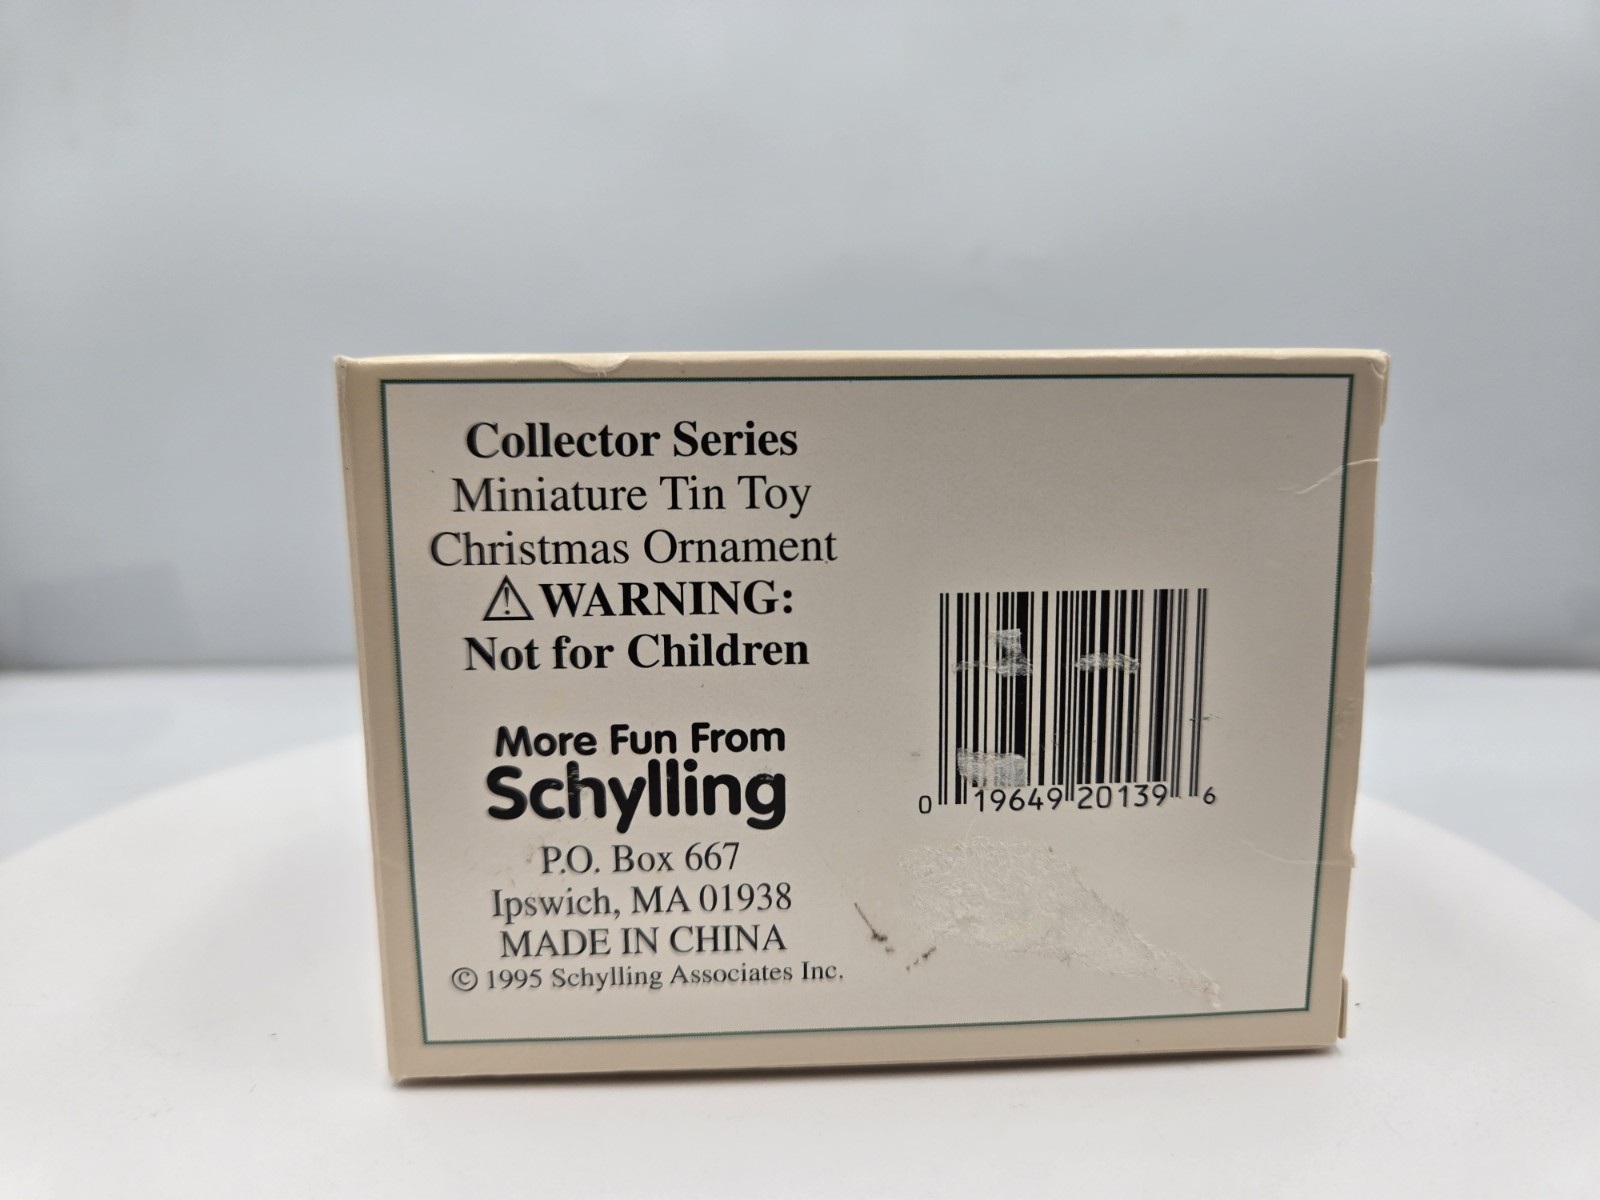 Collector Series
Miniature Tin Toy
Christmas Ornament
⚠ WARNING:
Not for Children
More Fun From
Schylling
P.O. Box 667
Ipswich, MA 01938
MADE IN CHINA
© 1995 Schylling Associates Inc.
0 19649 20139 6